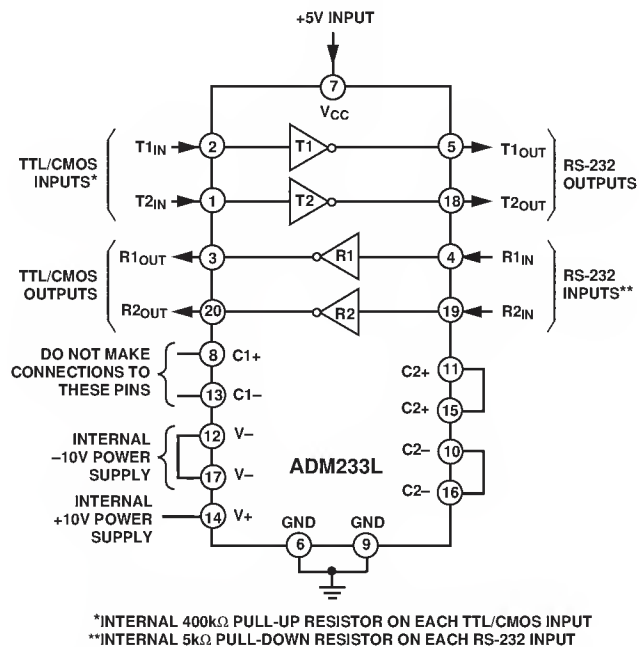 +5V INPUT
7
VCC
TTL/CMOS
INPUTS*
T1IN
2
T1
5
T1OUT
RS-232
OUTPUTS
T2IN
1
T2
18
T2OUT
TTL/CMOS
OUTPUTS
R1OUT
3
R1
4
R1IN
RS-232
INPUTS**
R2OUT
20
R2
19
R2IN
DO NOT MAKE
CONNECTIONS TO
THESE PINS
8
C1+
13
C1–
11
C2+
15
C2+
INTERNAL
–10V POWER
SUPPLY
12
V–
17
V–
10
C2–
16
C2–
ADM233L
INTERNAL
+10V POWER
SUPPLY
14
V+
GND
6
GND
9
*INTERNAL 400kΩ PULL-UP RESISTOR ON EACH TTL/CMOS INPUT
**INTERNAL 5kΩ PULL-DOWN RESISTOR ON EACH RS-232 INPUT